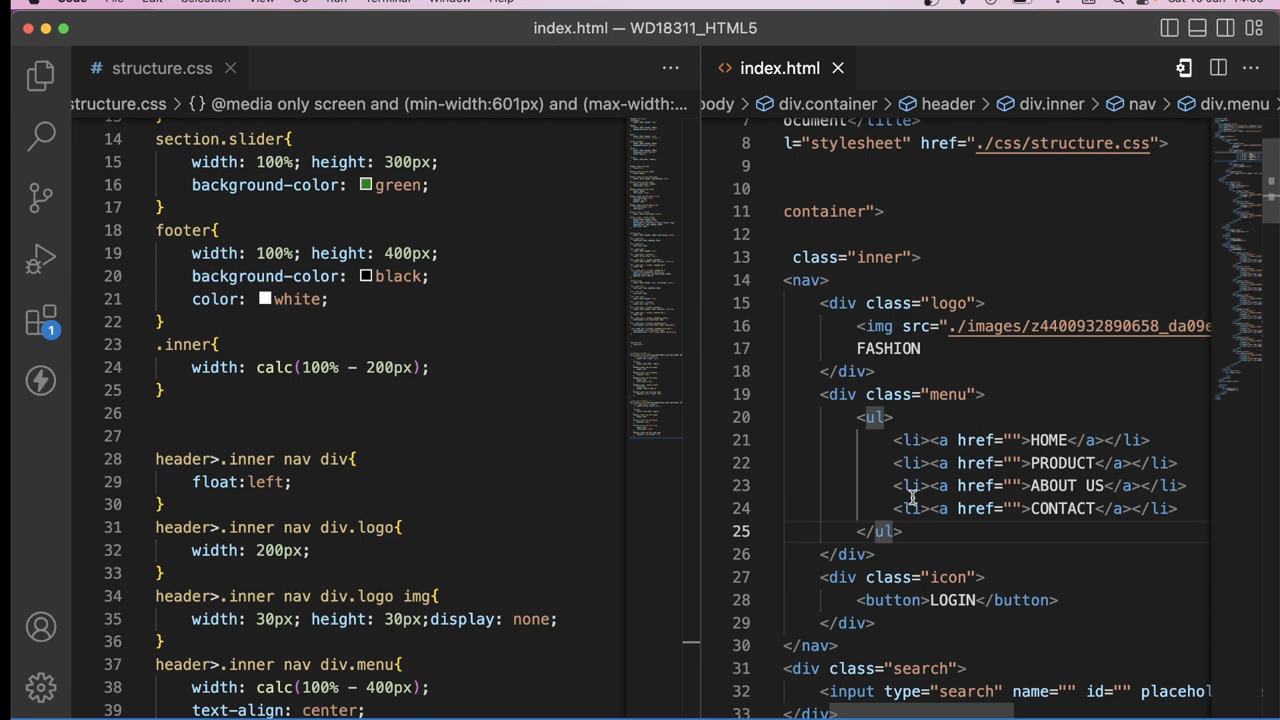 index.html — WD18311_HTML5
# structure.css
structure.css > {} @media only screen and (min-width:601px) and (max-width:...
14 section.slider{
15 width: 100%; height: 300px;
16 background-color: green;
17 }
18 footer{
19 width: 100%; height: 400px;
20 background-color: black;
21 color: white;
22 }
23 .inner{
24 width: calc(100% - 200px);
25 }
26
27
28 header>.inner nav div{
29 float:left;
30 }
31 header>.inner nav div.logo{
32 width: 200px;
33 }
34 header>.inner nav div.logo img{
35 width: 30px; height: 30px;display: none;
36 }
37 header>.inner nav div.menu{
38 width: calc(100% - 400px);
39 text-align: center;
1
<> index.html
body > div.container > header > div.inner > nav > div.menu >
7 ocument</title>
8 l="stylesheet" href="./css/structure.css">
9
10
11 container">
12
13 class="inner">
14 <nav>
15 <div class="logo">
16 <img src="./images/z4400932890658_da09e
17 FASHION
18 </div>
19 <div class="menu">
20 <ul>
21 <li><a href="">HOME</a></li>
22 <li><a href="">PRODUCT</a></li>
23 <li><a href="">ABOUT US</a></li>
24 <li><a href="">CONTACT</a></li>
25 </ul>
26 </div>
27 <div class="icon">
28 <button>LOGIN</button>
29 </div>
30 </nav>
31 <div class="search">
32 <input type="search" name="" id="" placehol
33 </div>